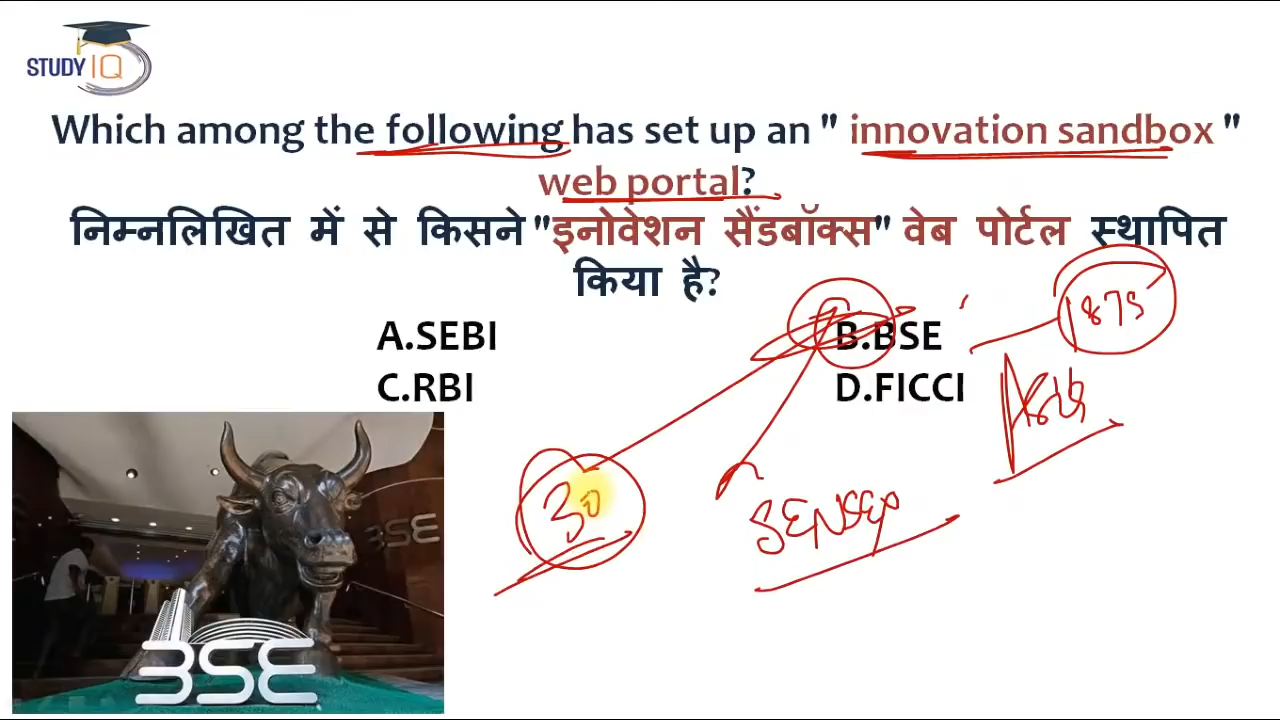 STUDY IQ
Which among the following has set up an " innovation sandbox "
web portal?
निम्नलिखित में से किसने "इनोवेशन सैंडबॉक्स" वेब पोर्टल स्थापित
किया है?
A.SEBI
B.BSE
C.RBI
D.FICCI
1875
30
SENSEX
BSE
BSE